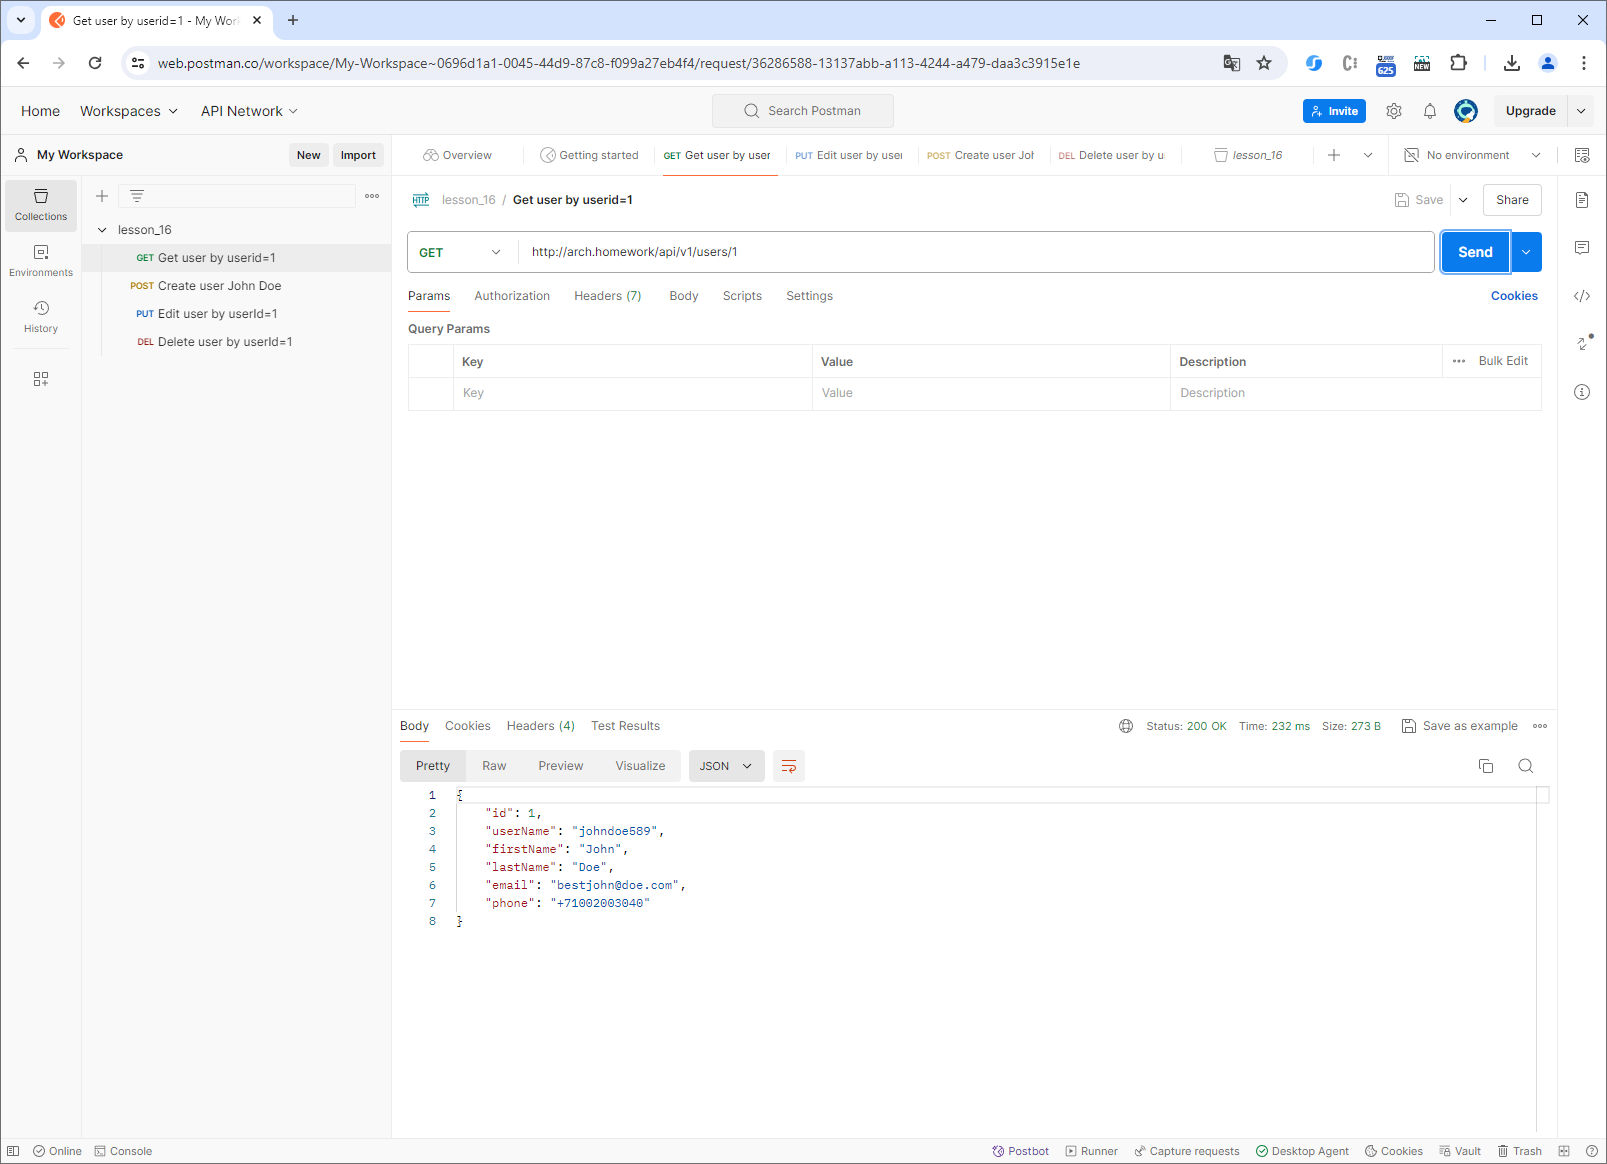 Get user by userid=1 - My Wor
web.postman.co/workspace/My-Workspace~0696d1a1-0045-44d9-87c8-f099a27eb4f4/request/36286588-13137abb-a113-4244-a479-daa3c3915e1e
625
NEW
Home Workspaces API Network
Search Postman
Invite
Upgrade
My Workspace
New Import
Overview
Getting started
GET Get user by user
PUT Edit user by user
POST Create user Joh
DEL Delete user by u
lesson_16
No environment
Collections
Environments
History
lesson_16
GET Get user by userid=1
POST Create user John Doe
PUT Edit user by userId=1
DEL Delete user by userId=1
HTTP lesson_16 / Get user by userid=1
Save
Share
GET http://arch.homework/api/v1/users/1
Send
Params Authorization Headers (7) Body Scripts Settings
Cookies
Query Params
Key Value Description Bulk Edit
Key Value Description
Body Cookies Headers (4) Test Results
Status: 200 OK Time: 232 ms Size: 273 B Save as example
Pretty Raw Preview Visualize JSON
1 {
2 "id": 1,
3 "userName": "johndoe589",
4 "firstName": "John",
5 "lastName": "Doe",
6 "email": "bestjohn@doe.com",
7 "phone": "+71002003040"
8 }
Online Console
Postbot Runner Capture requests Desktop Agent Cookies Vault Trash